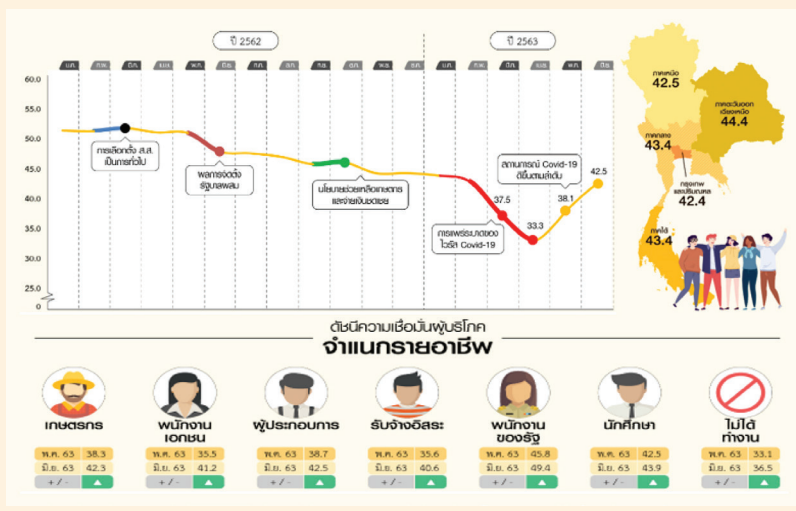 ปี 2562
ปี 2563
ม.ค. ก.พ. มี.ค. เม.ย. พ.ค. มิ.ย. ก.ค. ส.ค. ก.ย. ต.ค. พ.ย. ธ.ค. ม.ค. ก.พ. มี.ค. เม.ย. พ.ค. มิ.ย.
60.0
55.0
50.0
45.0
40.0
35.0
30.0
25.0
0
การเลือกตั้ง ส.ส.
เป็นการทั่วไป
ผลการจัดตั้ง
รัฐบาลผสม
นโยบายช่วยเหลือเกษตรกร
และจ่ายเงินชดเชย
การแพร่ระบาดของ
ไวรัส Covid-19
สถานการณ์ Covid-19
ดีขึ้นตามลำดับ
37.5
33.3
38.1
42.5
ภาคเหนือ
42.5
ภาคตะวันออก
เฉียงเหนือ
44.4
ภาคกลาง
43.4
กรุงเทพ
และปริมณฑล
42.4
ภาคใต้
43.4
ดัชนีความเชื่อมั่นผู้บริโภค
จำแนกรายอาชีพ
เกษตรกร
พ.ค. 63 38.3
มิ.ย. 63 42.3
+ / -
พนักงาน
เอกชน
พ.ค. 63 35.5
มิ.ย. 63 41.2
+ / -
ผู้ประกอบการ
พ.ค. 63 38.7
มิ.ย. 63 42.5
+ / -
รับจ้างอิสระ
พ.ค. 63 35.6
มิ.ย. 63 40.6
+ / -
พนักงาน
ของรัฐ
พ.ค. 63 45.8
มิ.ย. 63 49.4
+ / -
นักศึกษา
พ.ค. 63 42.5
มิ.ย. 63 43.9
+ / -
ไม่ได้
ทำงาน
พ.ค. 63 33.1
มิ.ย. 63 36.5
+ / -